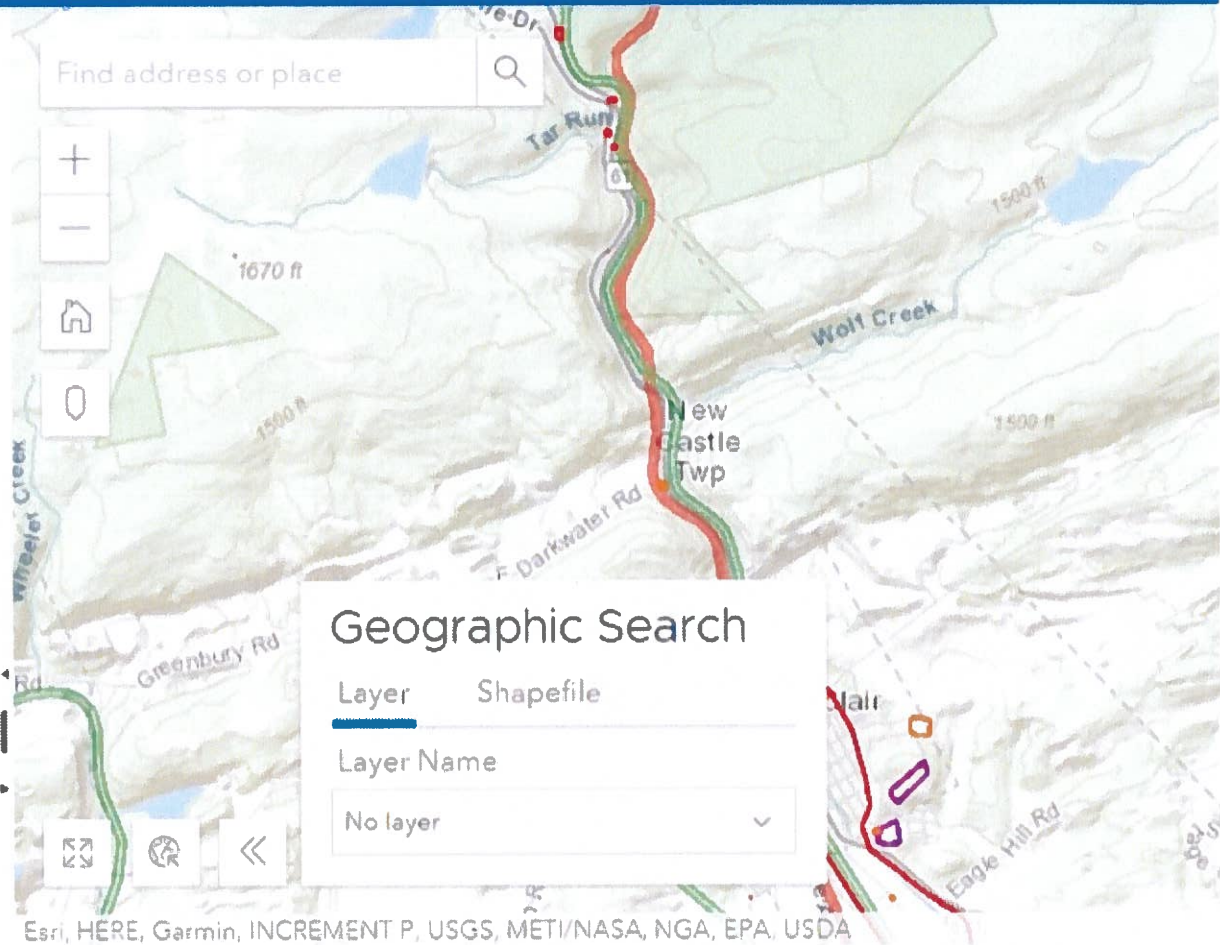 Find address or place
Tar Run
61
1670 ft
1500 ft
Wolf Creek
1500 ft
1500 ft
New
Castle
Twp
Wheeler Creek
E Darkwater Rd
Greenbury Rd
Rd
Geographic Search
Layer Shapefile
Layer Name
No layer
Eagle Hill Rd
Esri, HERE, Garmin, INCREMENT P, USGS, METI/NASA, NGA, EPA, USDA